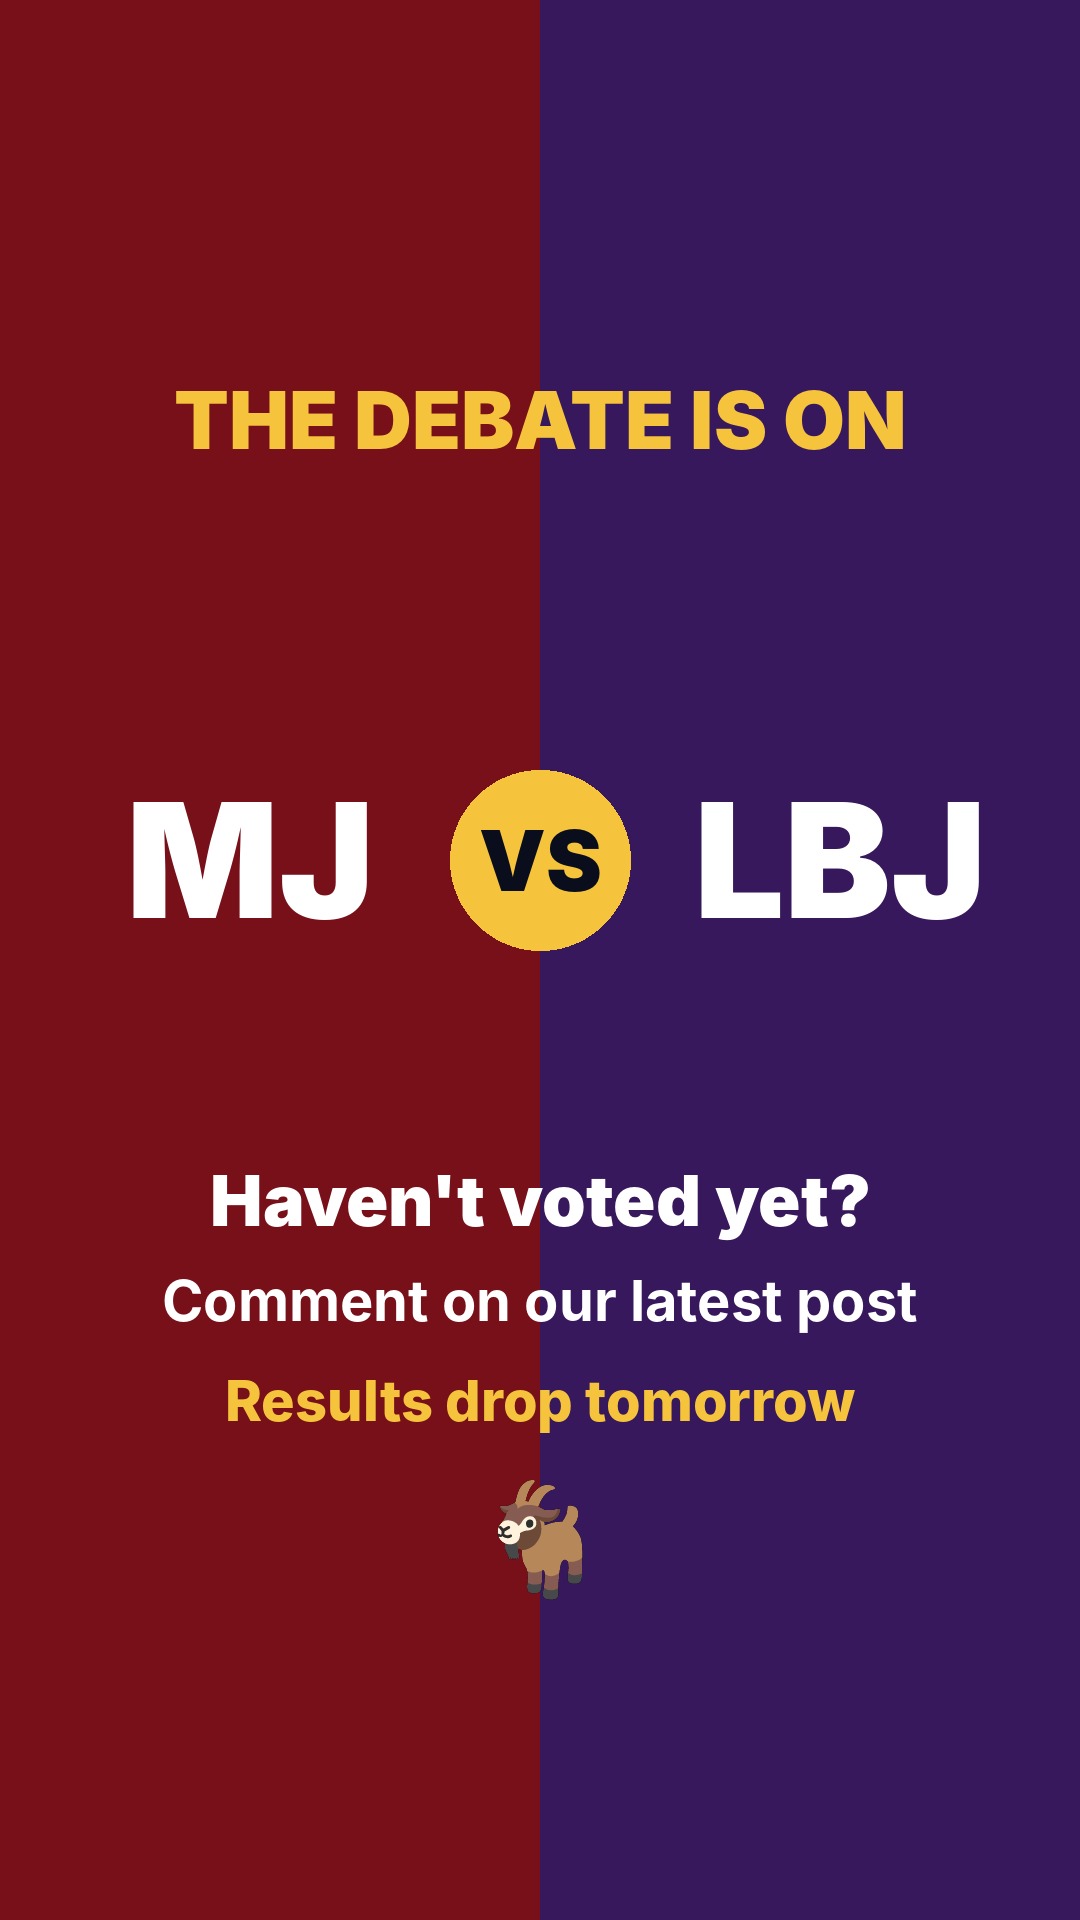 THE DEBATE IS ON
MJ VS LBJ
Haven't voted yet?
Comment on our latest post
Results drop tomorrow